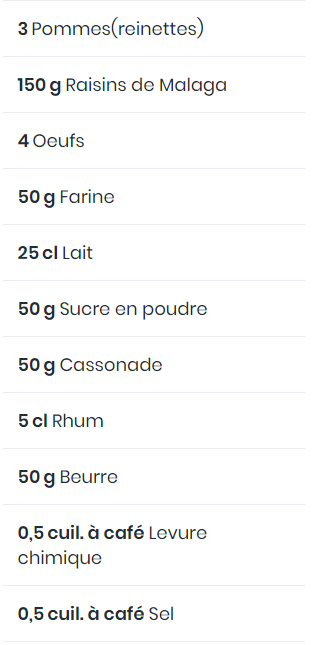 3 Pommes(reinettes)
150 g Raisins de Malaga
4 Oeufs
50 g Farine
25 cl Lait
50 g Sucre en poudre
50 g Cassonade
5 cl Rhum
50 g Beurre
0,5 cuil. à café Levure
chimique
0,5 cuil. à café Sel